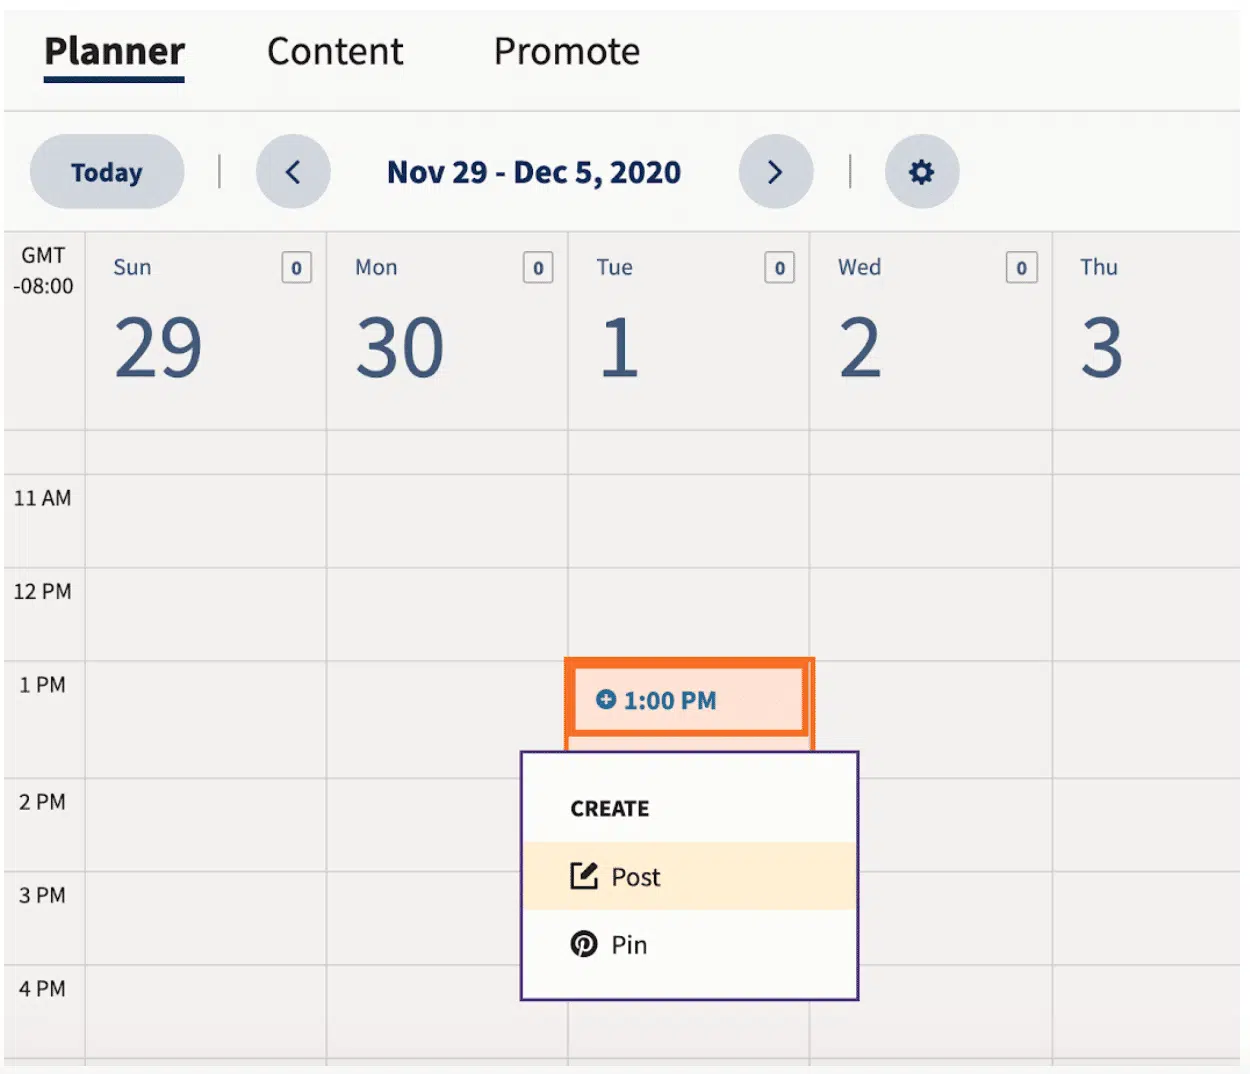 Planner Content Promote
Today Nov 29 - Dec 5, 2020
GMT
-08:00
Sun 0 Mon 0 Tue 0 Wed 0 Thu
29 30 1 2 3
11 AM
12 PM
1 PM
1:00 PM
2 PM
CREATE
3 PM
Post
Pin
4 PM